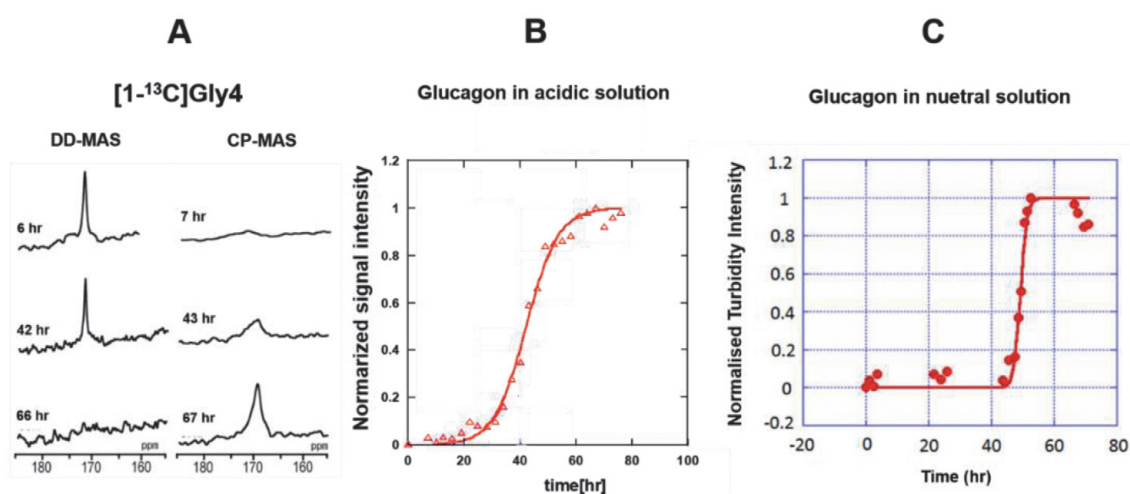 A
[1-¹³C]Gly4
DD-MAS
CP-MAS
6 hr
7 hr
42 hr
43 hr
66 hr
67 hr
ppm
ppm
180
170
160
180
170
160
B
Glucagon in acidic solution
Normarized signal intensity
1.2
1
0.8
0.6
0.4
0.2
0
0
20
40
60
80
100
time[hr]
C
Glucagon in nuetral solution
Normalised Turbidity Intensity
1.2
1
0.8
0.6
0.4
0.2
0
-0.2
-20
0
20
40
60
80
Time (hr)